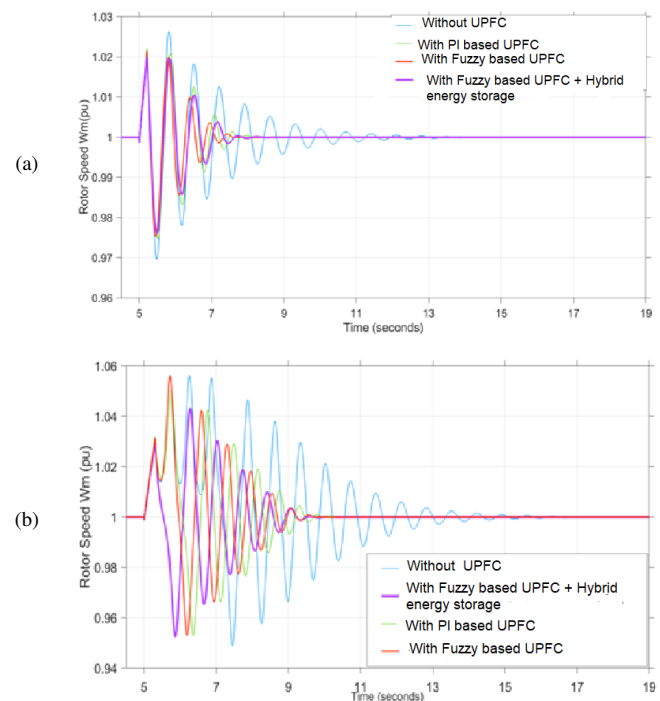 1.03
Without UPFC
With PI based UPFC
With Fuzzy based UPFC
With Fuzzy based UPFC + Hybrid
energy storage
1.02
1.01
1
0.99
0.98
0.97
0.96
Rotor Speed Wm(pu)
(a)
5 7 9 11 13 15 17 19
Time (seconds)
1.06
1.04
1.02
1
0.98
0.96
0.94
Rotor Speed Wm (pu)
(b)
Without UPFC
With Fuzzy based UPFC + Hybrid
energy storage
With PI based UPFC
With Fuzzy based UPFC
5 7 9 11 13 15 17 19
Time (seconds)